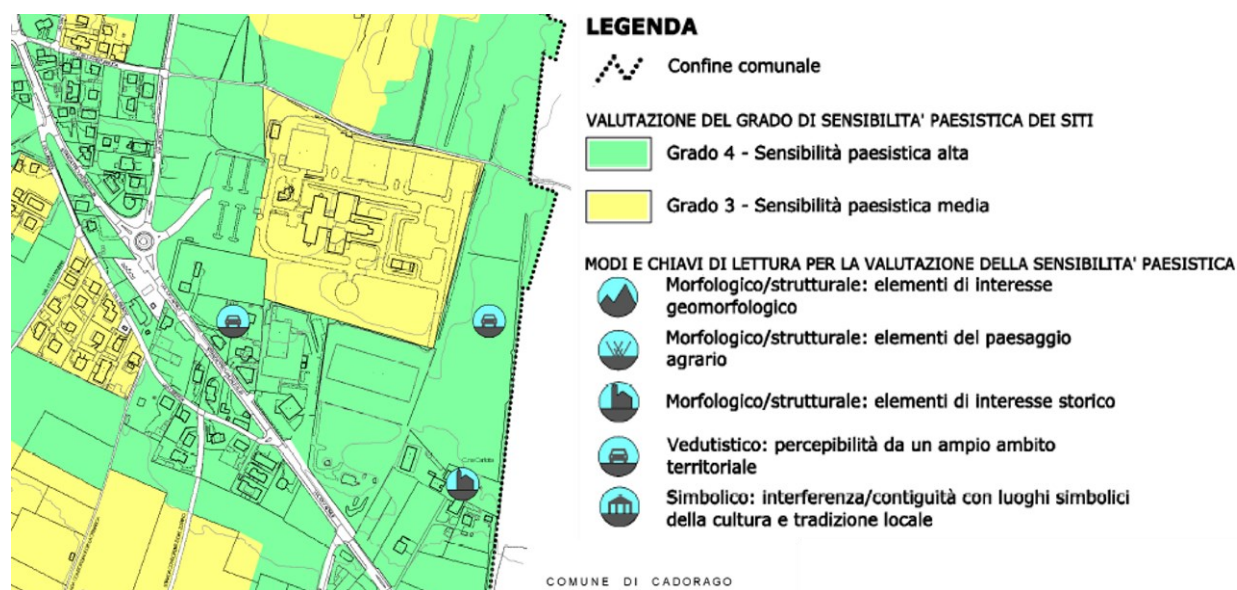 LEGENDA
Confine comunale
VALUTAZIONE DEL GRADO DI SENSIBILITA' PAESISTICA DEI SITI
Grado 4 - Sensibilità paesistica alta
Grado 3 - Sensibilità paesistica media
MODI E CHIAVI DI LETTURA PER LA VALUTAZIONE DELLA SENSIBILITA' PAESISTICA
Morfologico/strutturale: elementi di interesse
geomorfologico
Morfologico/strutturale: elementi del paesaggio
agrario
Morfologico/strutturale: elementi di interesse storico
Vedutistico: percepibilità da un ampio ambito
territoriale
Simbolico: interferenza/contiguità con luoghi simbolici
della cultura e tradizione locale
COMUNE DI CADORAGO